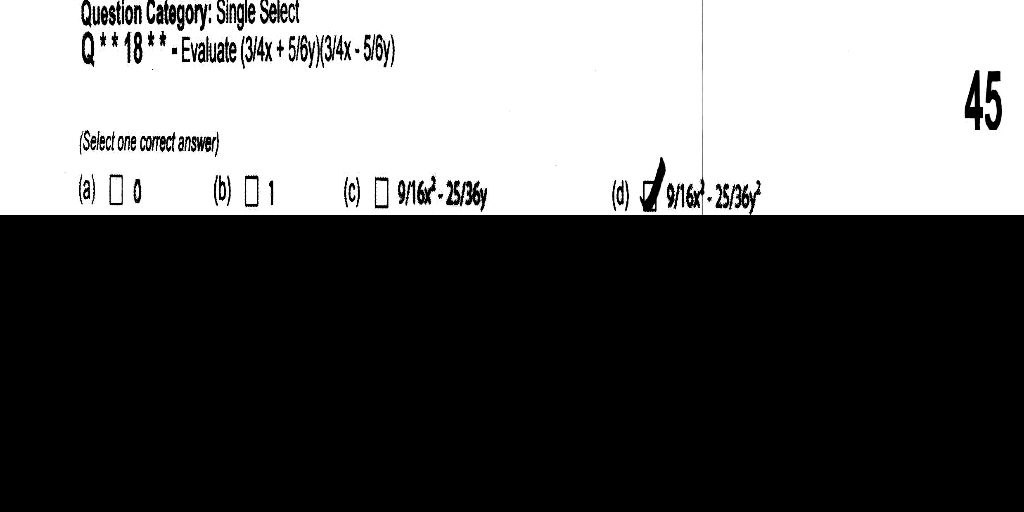 Question Category: Single Select
Q * * 18 * * - Evaluate (3/4x + 5/6y)(3/4x - 5/6y)
45
(Select one correct answer)
(a) 0 (b) 1 (c) 9/16x² - 25/36y (d) 9/16x² - 25/36y²